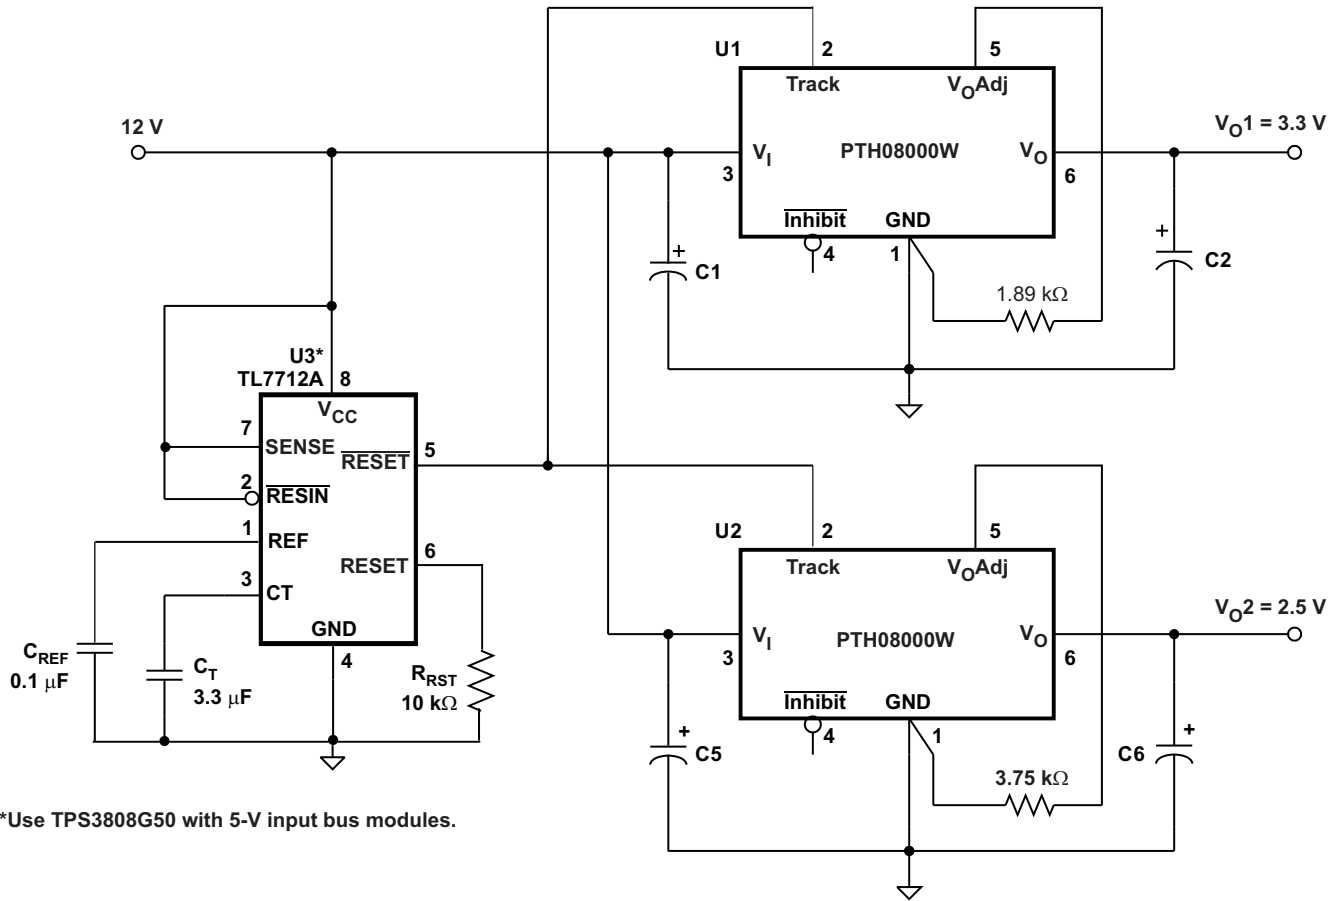 12 V
U1
2
5
Track
VOAdj
VI
PTH08000W
VO
3
6
Inhibit
GND
4
1
+
C1
+
C2
VO1 = 3.3 V
1.89 kΩ
U3*
TL7712A
8
VCC
7
SENSE
RESET
5
2
RESIN
1
REF
RESET
6
3
CT
GND
4
CREF
0.1 μF
CT
3.3 μF
RRST
10 kΩ
U2
2
5
Track
VOAdj
VI
PTH08000W
VO
3
6
Inhibit
GND
4
1
+
C5
+
C6
VO2 = 2.5 V
3.75 kΩ
*Use TPS3808G50 with 5-V input bus modules.